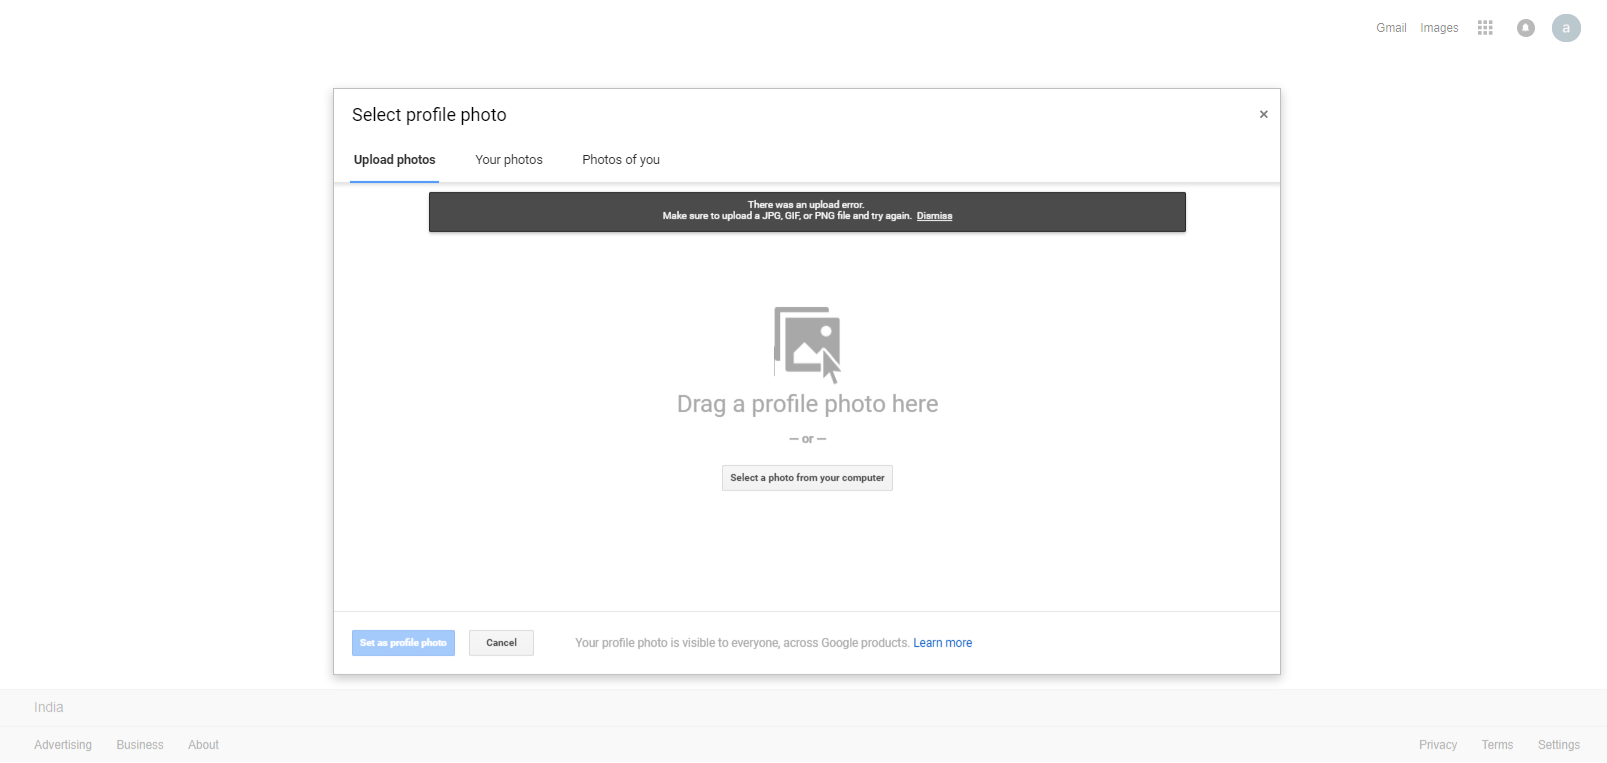 Gmail Images
a
Select profile photo
×
Upload photos Your photos Photos of you
There was an upload error.
Make sure to upload a JPG, GIF, or PNG file and try again. Dismiss
Drag a profile photo here
— or —
Select a photo from your computer
Set as profile photo Cancel Your profile photo is visible to everyone, across Google products. Learn more
India
Advertising Business About Privacy Terms Settings